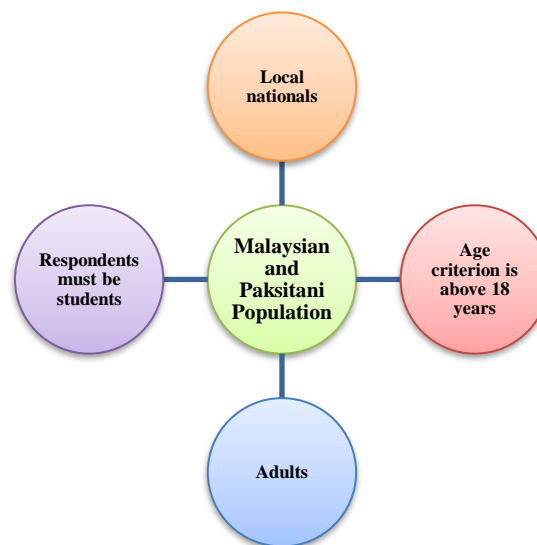 Local
nationals
Respondents
must be
students
Malaysian
and
Paksitani
Population
Age
criterion is
above 18
years
Adults